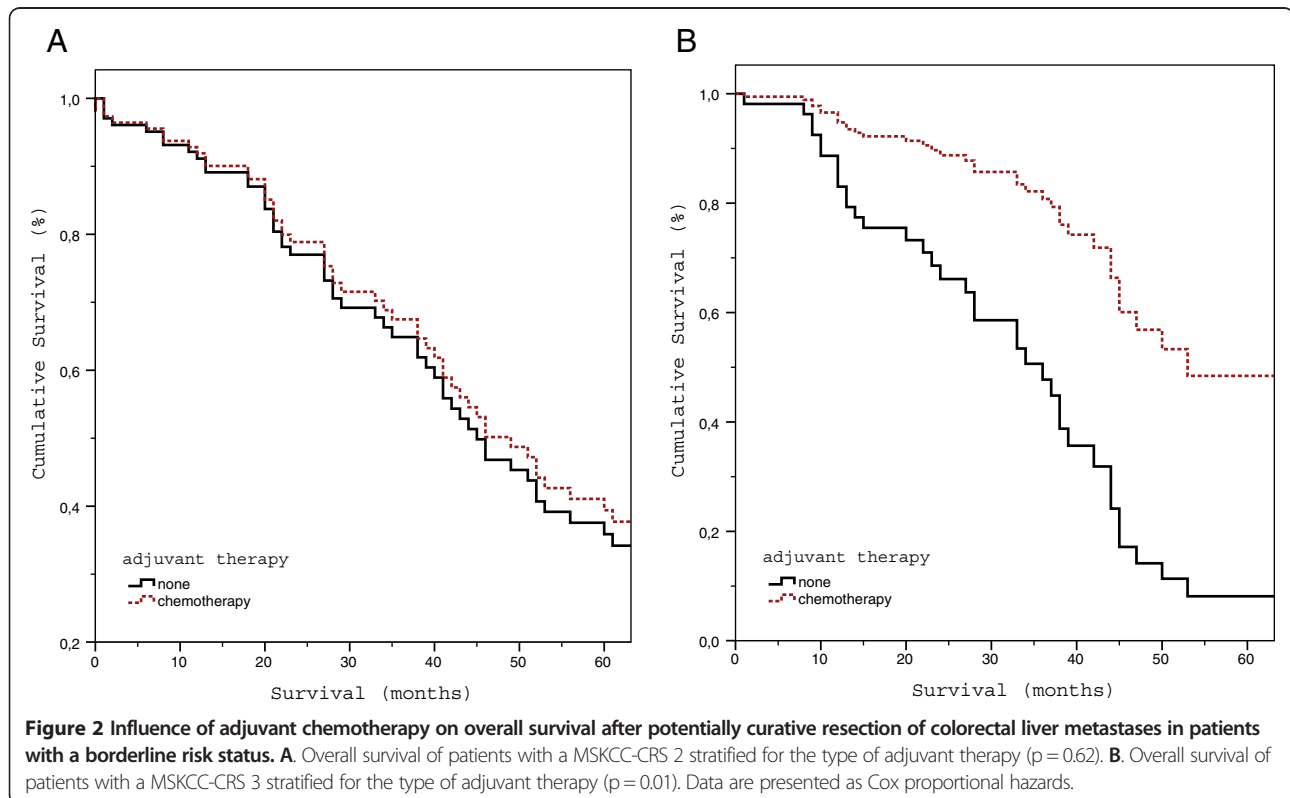 A
Cumulative Survival (%)
1,0
0,8
0,6
0,4
0,2
0 10 20 30 40 50 60
Survival (months)
adjuvant therapy
none
chemotherapy
B
Cumulative Survival (%)
1,0
0,8
0,6
0,4
0,2
0,0
0 10 20 30 40 50 60
Survival (months)
adjuvant therapy
none
chemotherapy
Figure 2 Influence of adjuvant chemotherapy on overall survival after potentially curative resection of colorectal liver metastases in patients
with a borderline risk status. A. Overall survival of patients with a MSKCC-CRS 2 stratified for the type of adjuvant therapy (p = 0.62). B. Overall survival of
patients with a MSKCC-CRS 3 stratified for the type of adjuvant therapy (p = 0.01). Data are presented as Cox proportional hazards.